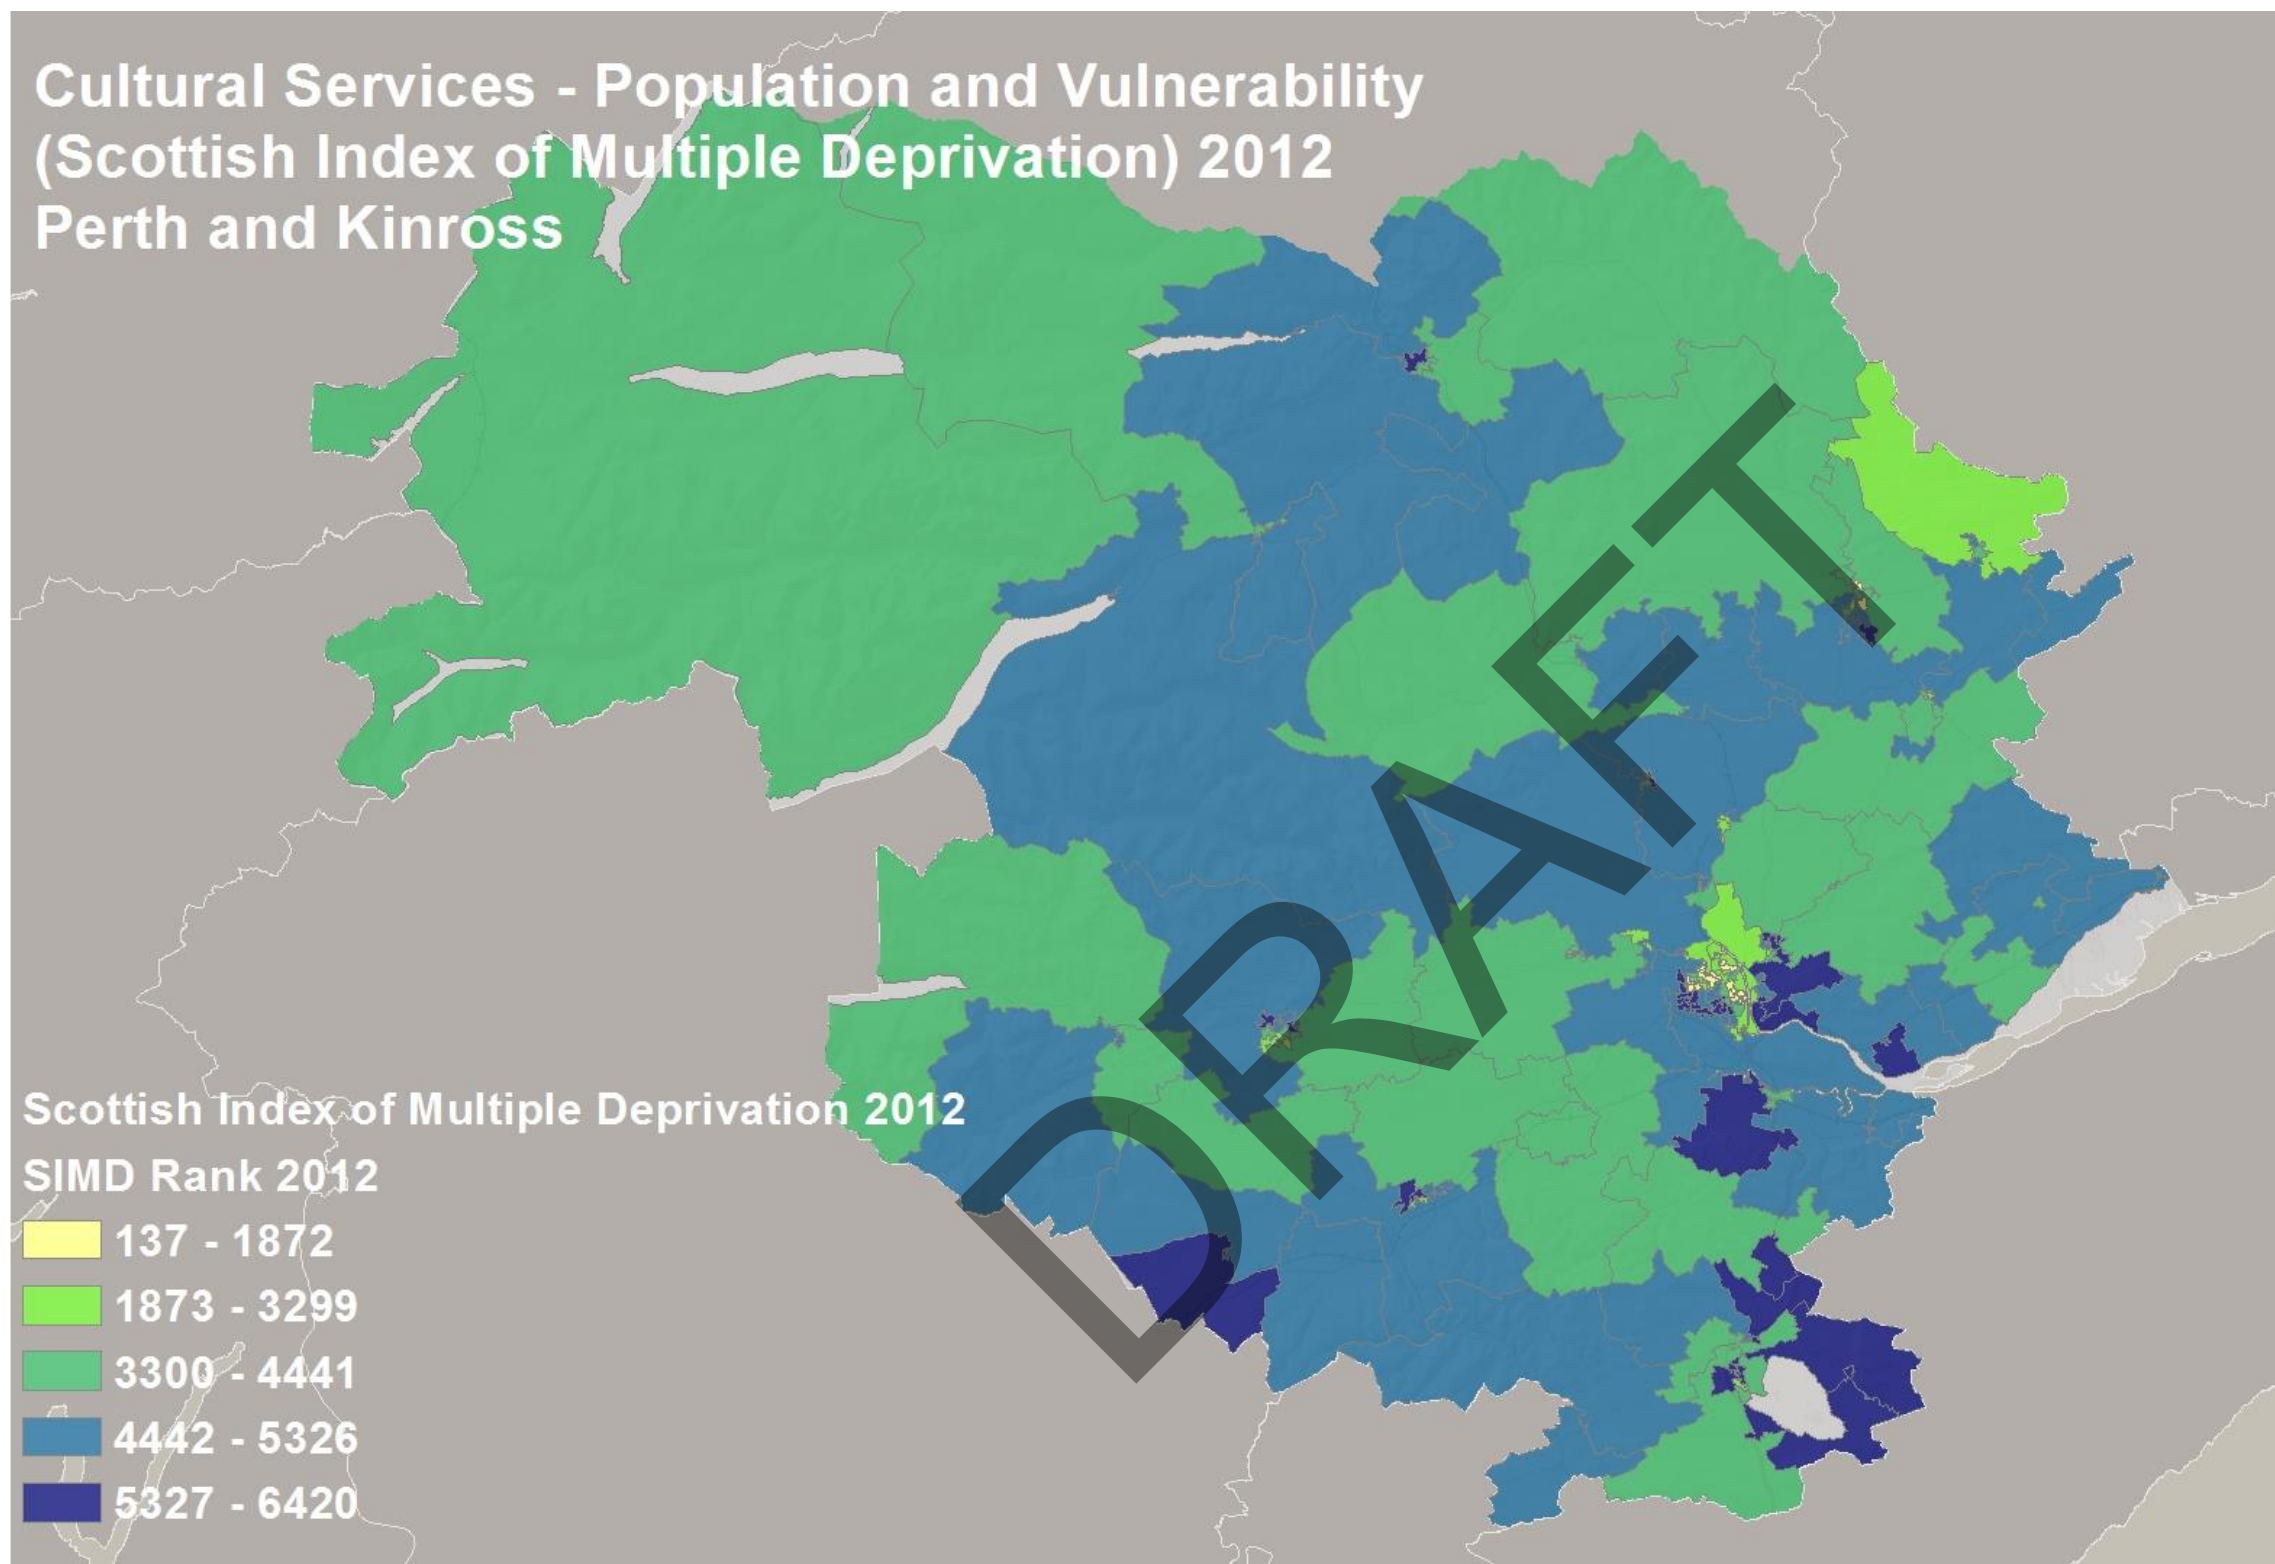 Cultural Services - Population and Vulnerability
(Scottish Index of Multiple Deprivation) 2012
Perth and Kinross
DRAFT
Scottish Index of Multiple Deprivation 2012
SIMD Rank 2012
137 - 1872
1873 - 3299
3300 - 4441
4442 - 5326
5327 - 6420